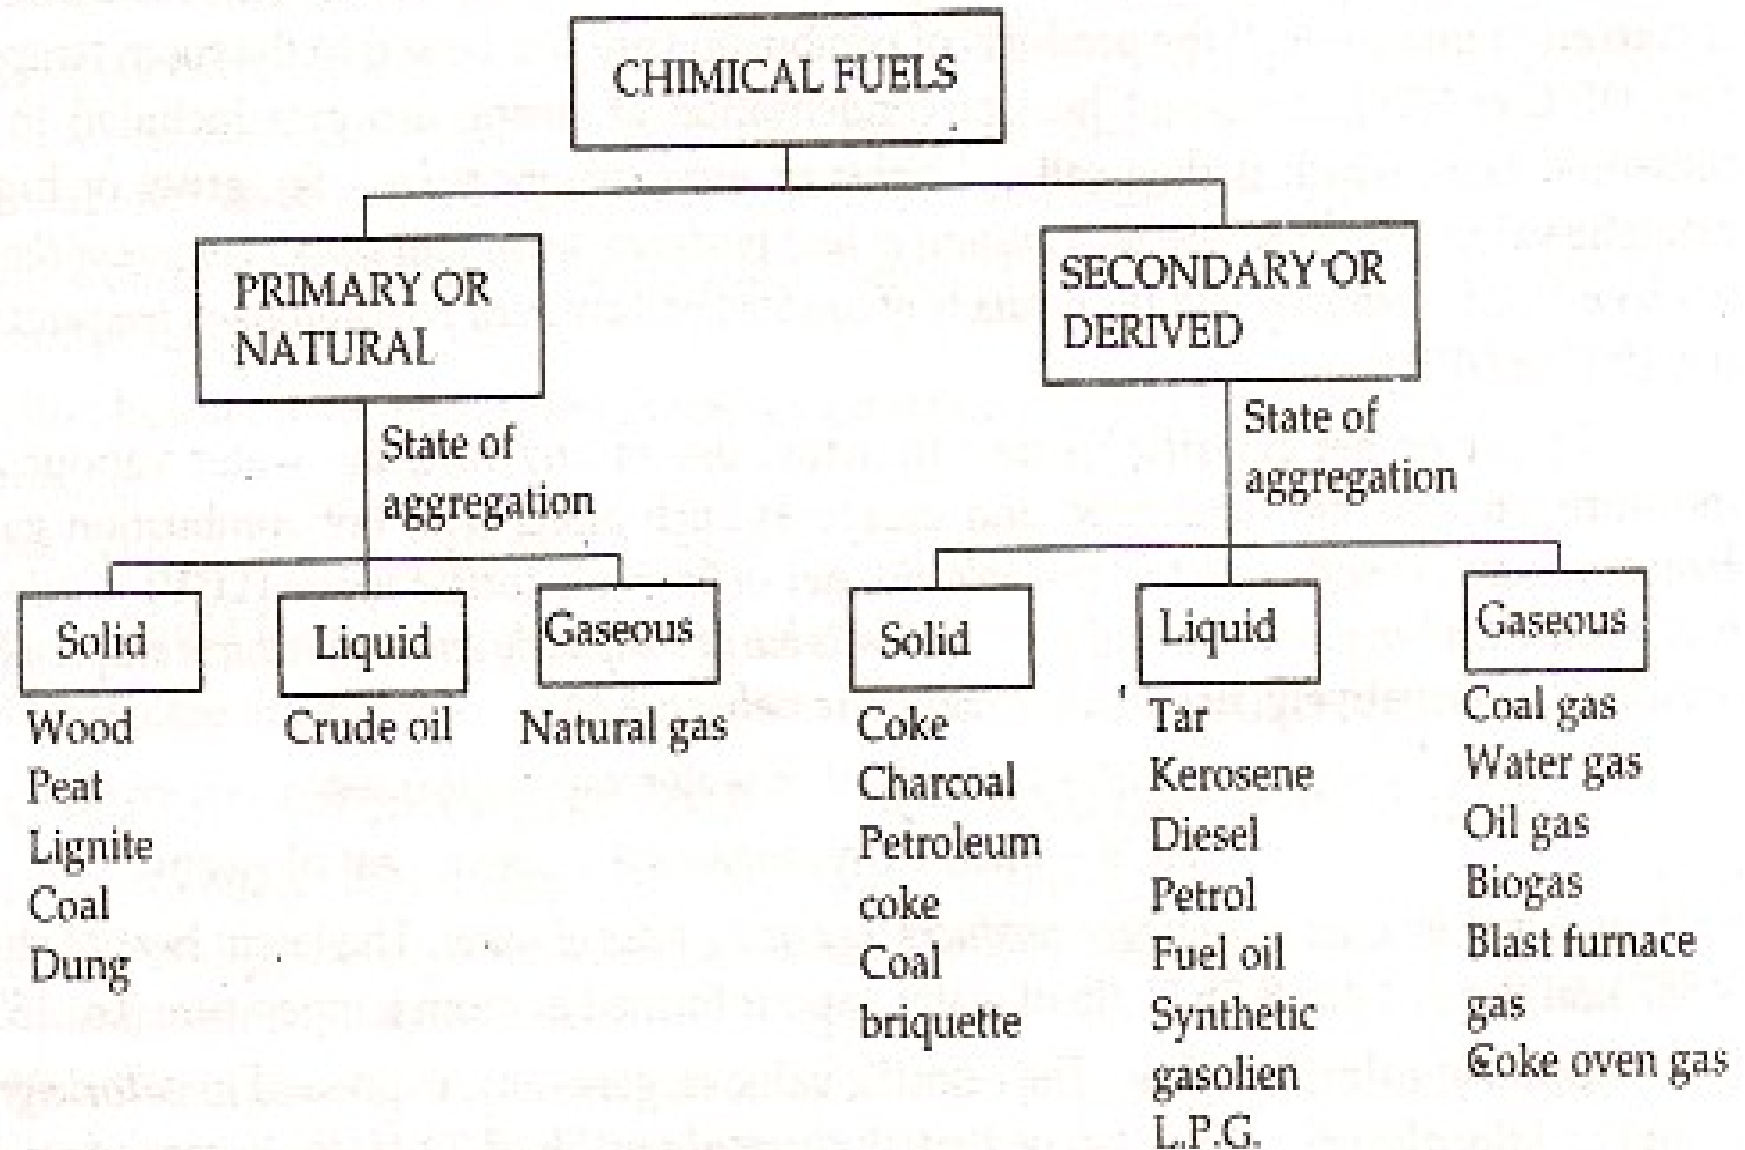 CHIMICAL FUELS
PRIMARY OR
NATURAL
SECONDARY OR
DERIVED
State of
aggregation
State of
aggregation
Solid
Liquid
Gaseous
Solid
Liquid
Gaseous
Wood
Peat
Lignite
Coal
Dung
Crude oil
Natural gas
Coke
Charcoal
Petroleum
coke
Coal
briquette
Tar
Kerosene
Diesel
Petrol
Fuel oil
Synthetic
gasolien
L.P.G.
Coal gas
Water gas
Oil gas
Biogas
Blast furnace
gas
Coke oven gas